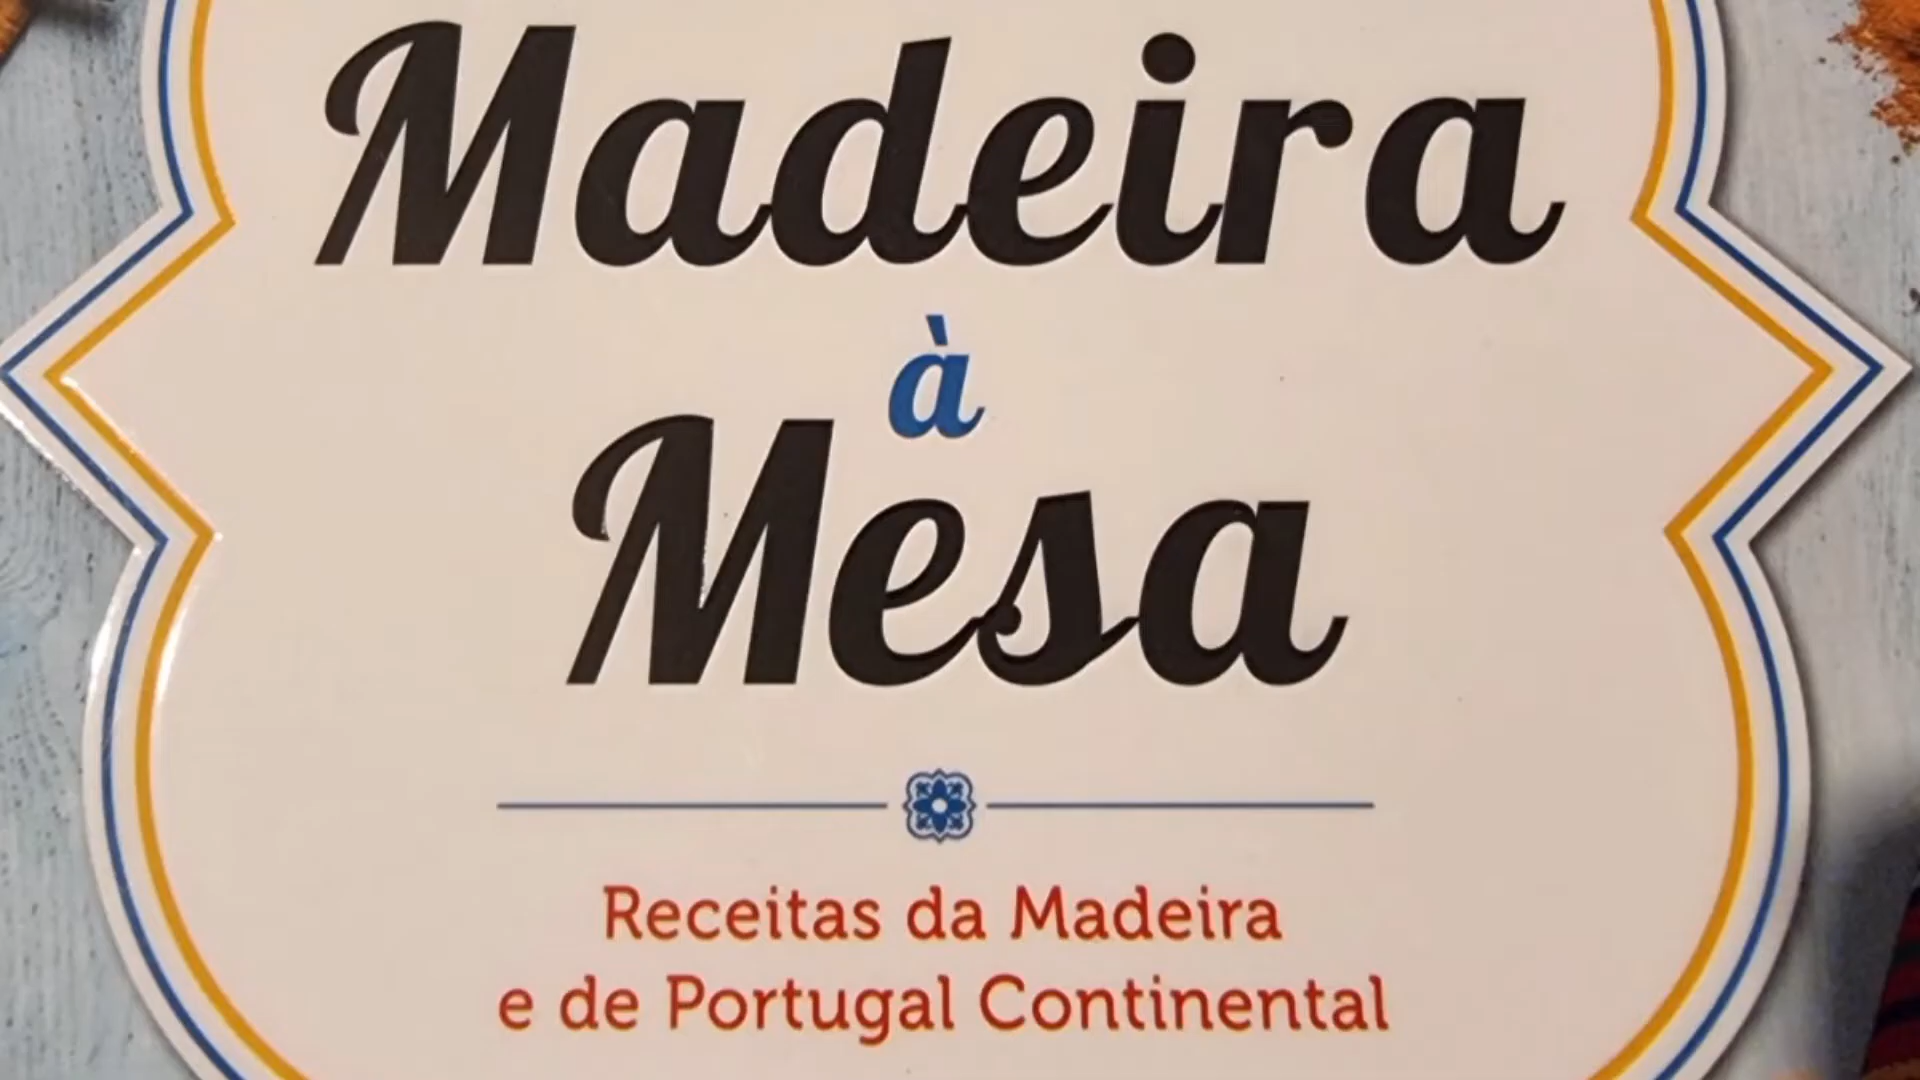 Madeira
à
Mesa
Receitas da Madeira
e de Portugal Continental